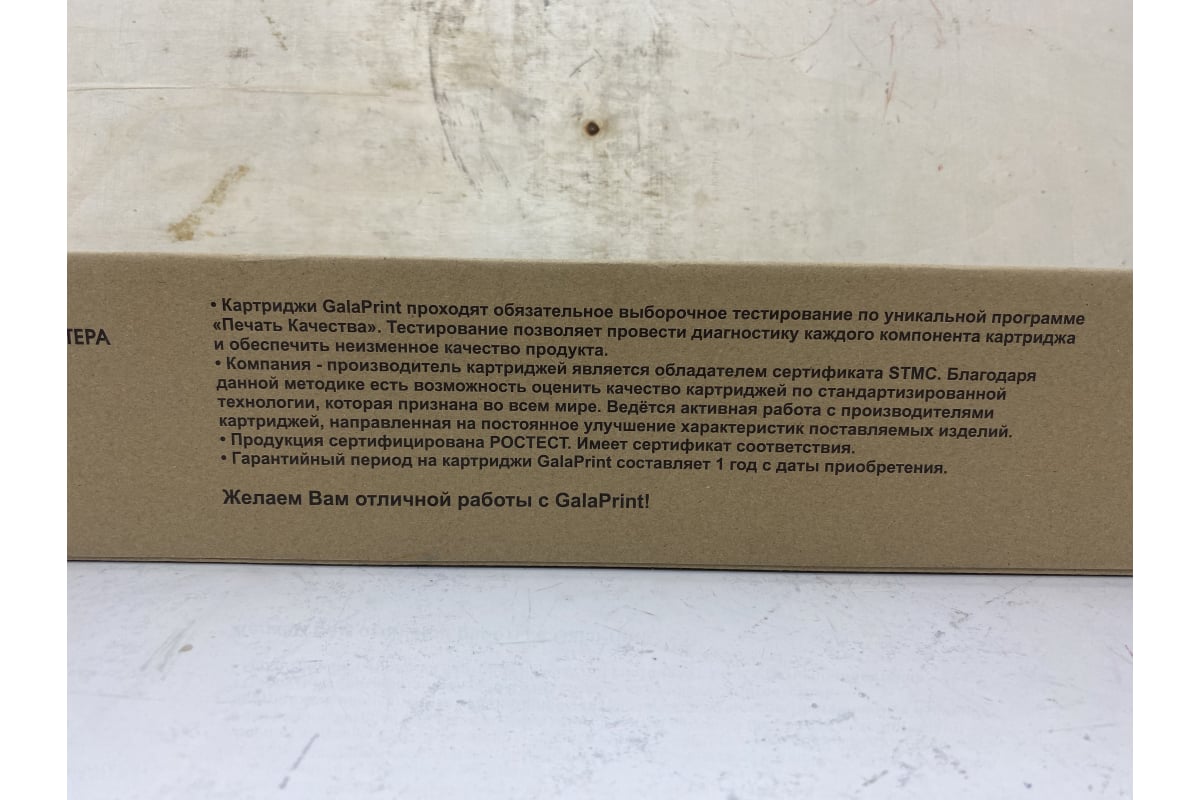 ТЕРА
• Картриджи GalaPrint проходят обязательное выборочное тестирование по уникальной программе
«Печать Качества». Тестирование позволяет провести диагностику каждого компонента картриджа
и обеспечить неизменное качество продукта.
• Компания - производитель картриджей является обладателем сертификата STMC. Благодаря
данной методике есть возможность оценить качество картриджей по стандартизированной
технологии, которая признана во всем мире. Ведётся активная работа с производителями
картриджей, направленная на постоянное улучшение характеристик поставляемых изделий.
• Продукция сертифицирована РОСТЕСТ. Имеет сертификат соответствия.
• Гарантийный период на картриджи GalaPrint составляет 1 год с даты приобретения.
Желаем Вам отличной работы с GalaPrint!